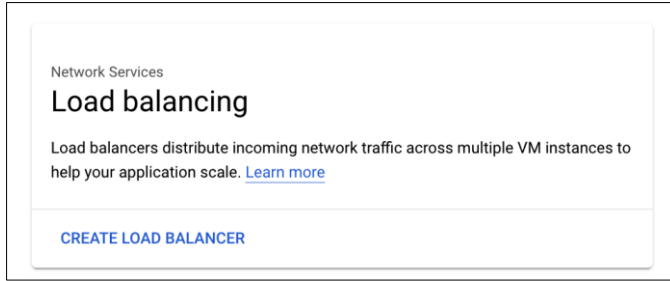 Network Services
Load balancing
Load balancers distribute incoming network traffic across multiple VM instances to
help your application scale. Learn more
CREATE LOAD BALANCER